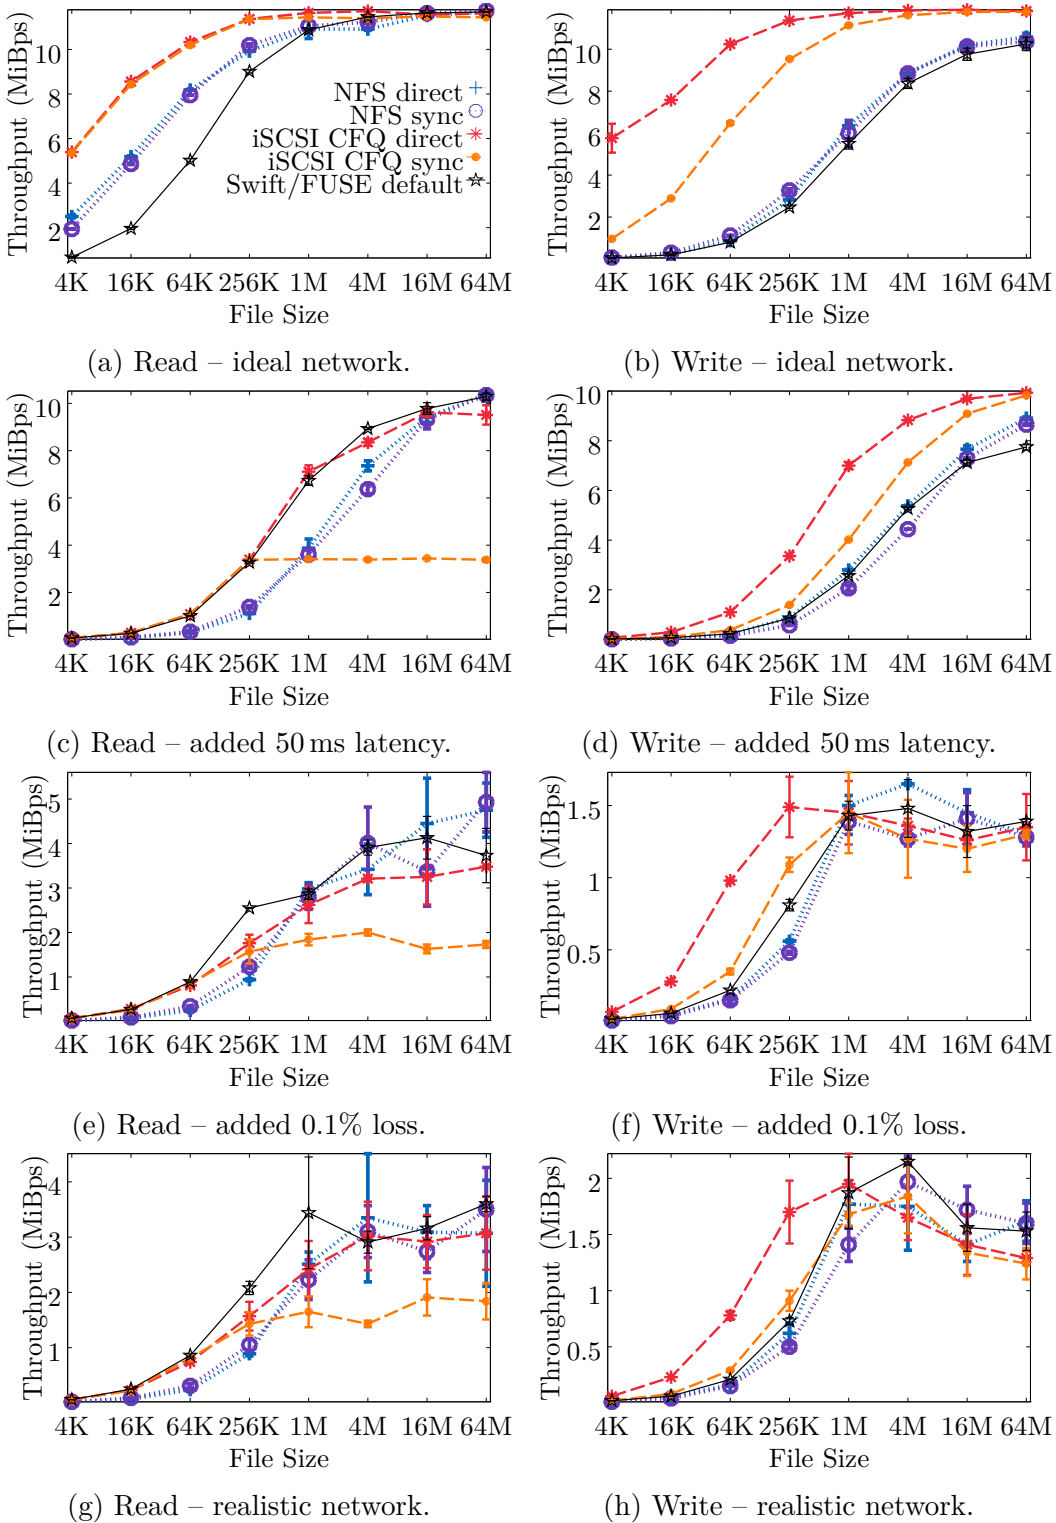 Throughput (MiBps)
10
8
6
4
2
NFS direct
NFS sync
iSCSI CFQ direct
iSCSI CFQ sync
Swift/FUSE default
4K 16K 64K 256K 1M 4M 16M 64M
File Size
(a) Read – ideal network.
Throughput (MiBps)
10
8
6
4
2
4K 16K 64K 256K 1M 4M 16M 64M
File Size
(b) Write – ideal network.
Throughput (MiBps)
10
8
6
4
2
4K 16K 64K 256K 1M 4M 16M 64M
File Size
(c) Read – added 50 ms latency.
Throughput (MiBps)
10
8
6
4
2
4K 16K 64K 256K 1M 4M 16M 64M
File Size
(d) Write – added 50 ms latency.
Throughput (MiBps)
5
4
3
2
1
4K 16K 64K 256K 1M 4M 16M 64M
File Size
(e) Read – added 0.1% loss.
Throughput (MiBps)
1.5
1
0.5
4K 16K 64K 256K 1M 4M 16M 64M
File Size
(f) Write – added 0.1% loss.
Throughput (MiBps)
4
3
2
1
4K 16K 64K 256K 1M 4M 16M 64M
File Size
(g) Read – realistic network.
Throughput (MiBps)
2
1.5
1
0.5
4K 16K 64K 256K 1M 4M 16M 64M
File Size
(h) Write – realistic network.